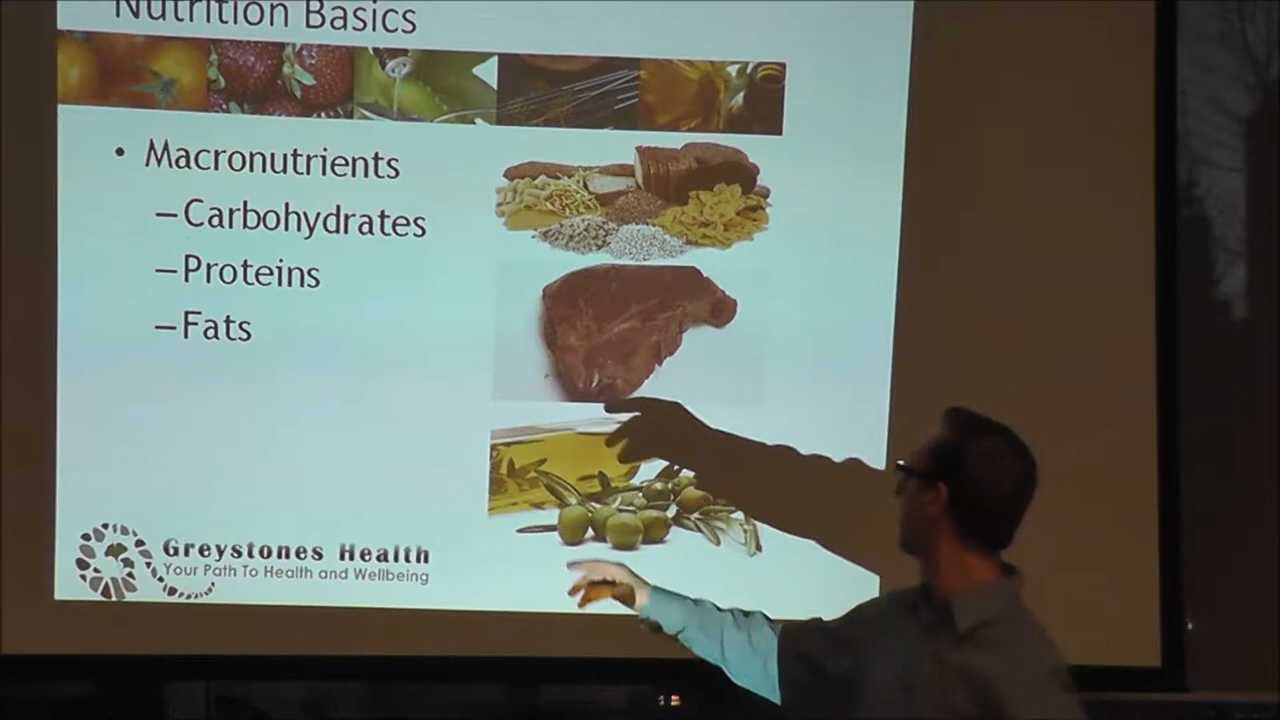 Nutrition Basics
• Macronutrients
–Carbohydrates
–Proteins
–Fats
Greystones Health
Your Path To Health and Wellbeing